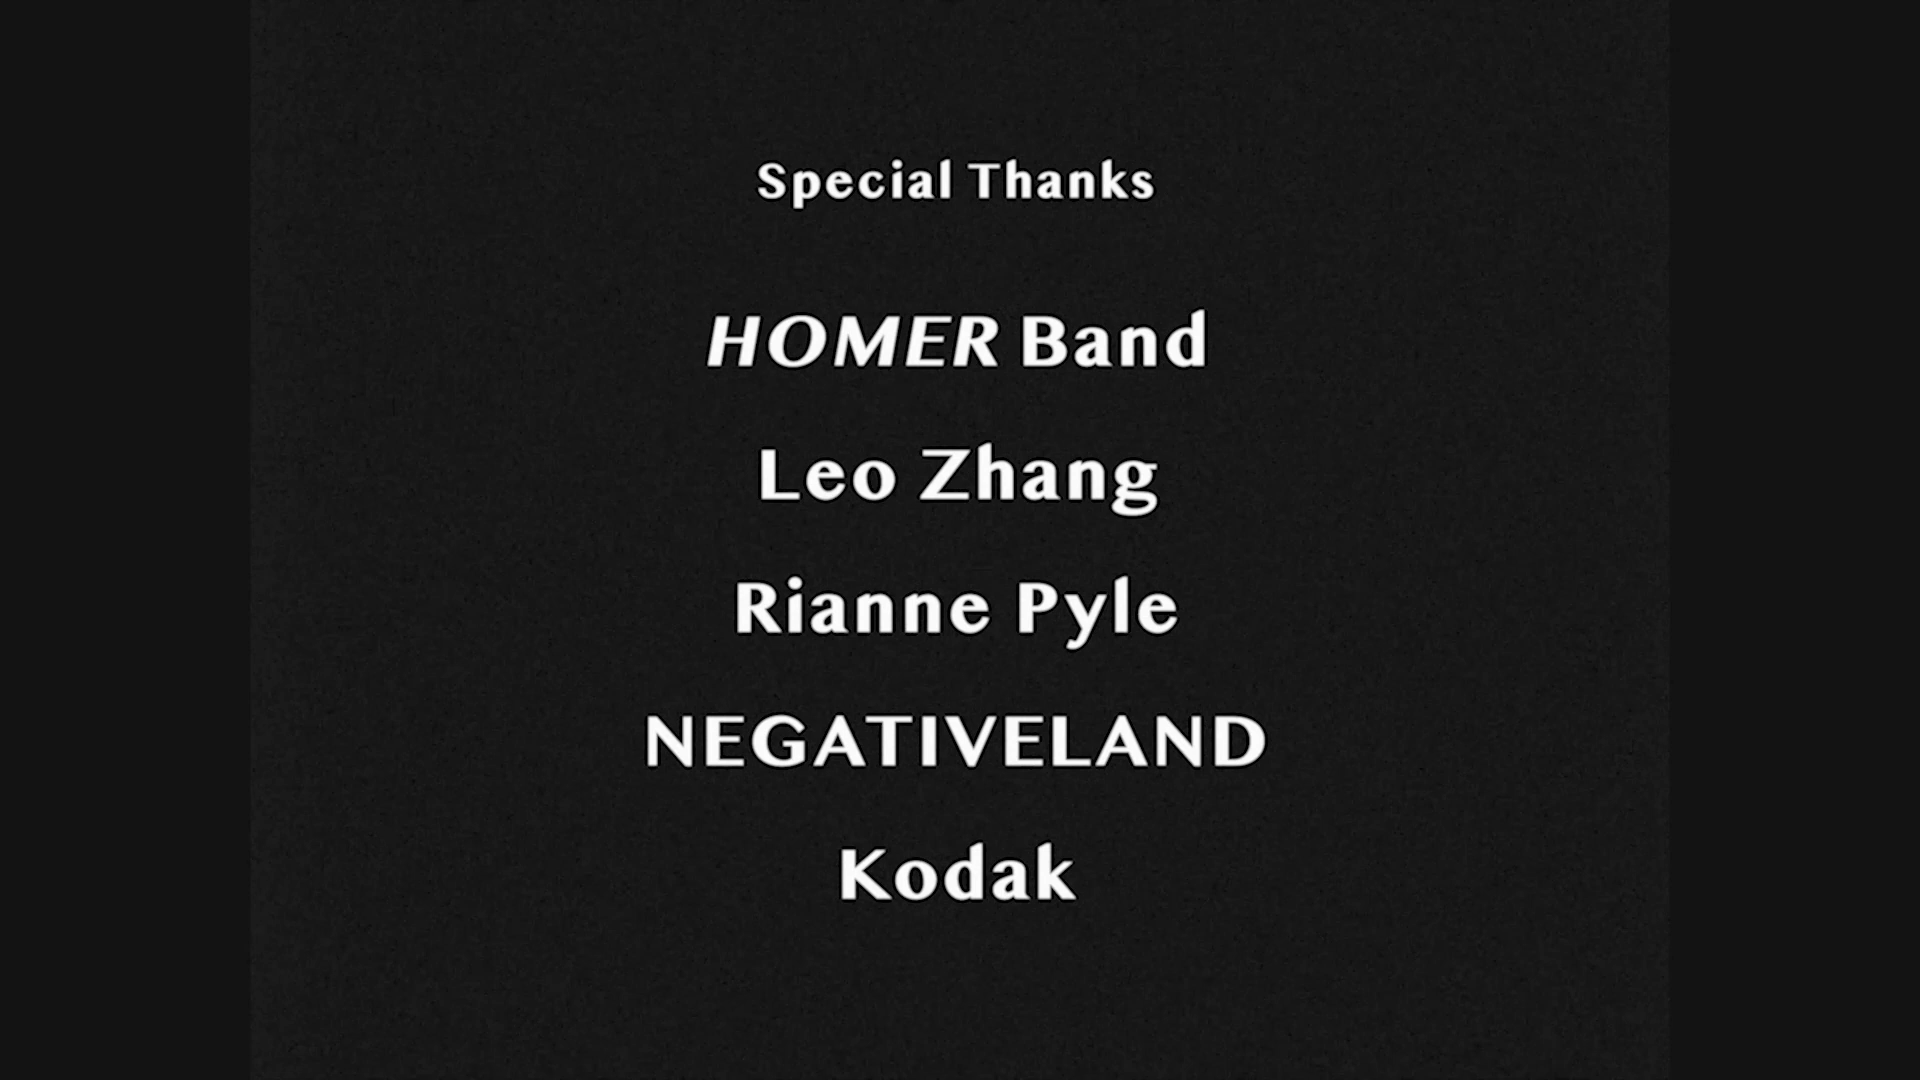 Special Thanks
HOMER Band
Leo Zhang
Rianne Pyle
NEGATIVELAND
Kodak